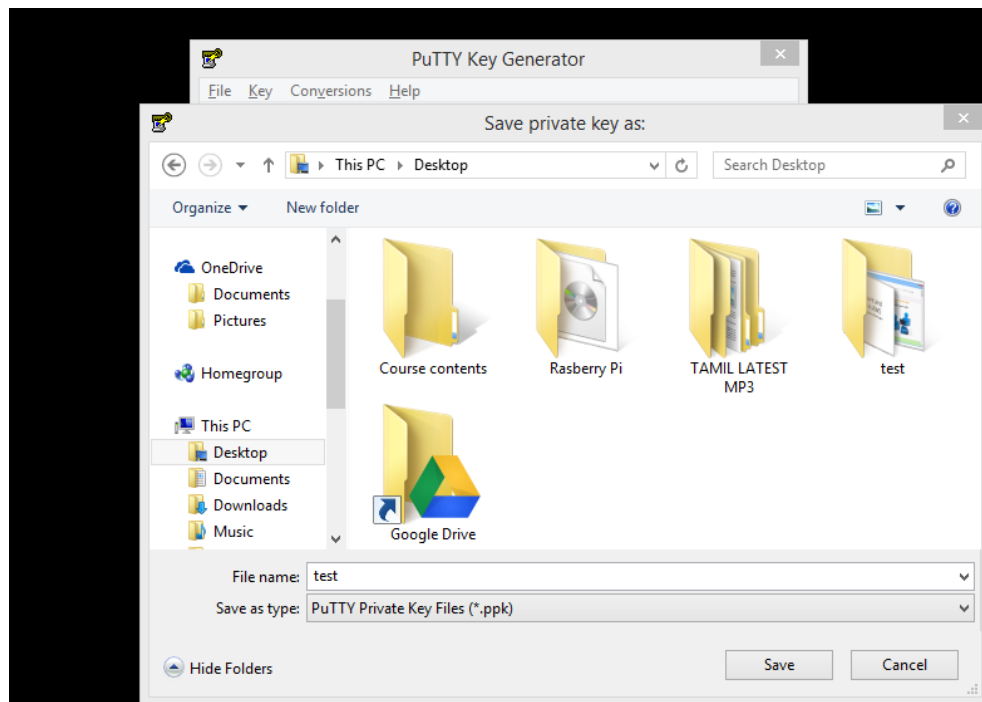 PuTTY Key Generator
File Key Conversions Help
Save private key as:
This PC Desktop
Search Desktop
Organize New folder
OneDrive
Documents
Pictures
Homegroup
This PC
Desktop
Documents
Downloads
Music
Course contents
Rasberry Pi
TAMIL LATEST
MP3
test
Google Drive
File name: test
Save as type: PuTTY Private Key Files (*.ppk)
Hide Folders
Save Cancel